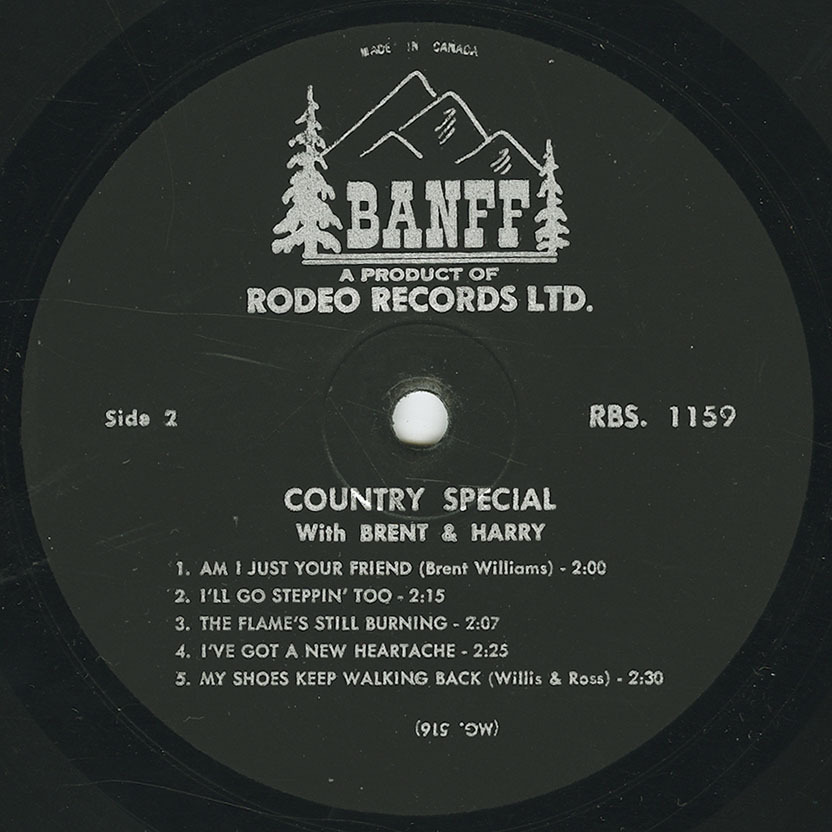 MADE IN CANADA
BANFF
A PRODUCT OF
RODEO RECORDS LTD.
Side 2
RBS. 1159
COUNTRY SPECIAL
With BRENT & HARRY
1. AM I JUST YOUR FRIEND (Brent Williams) - 2:00
2. I'LL GO STEPPIN' TOO - 2:15
3. THE FLAME'S STILL BURNING - 2:07
4. I'VE GOT A NEW HEARTACHE - 2:25
5. MY SHOES KEEP WALKING BACK (Willis & Ross) - 2:30
(MG. 516)